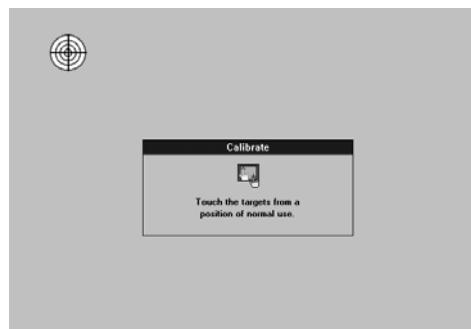 Calibrate
Touch the targets from a
position of normal use.